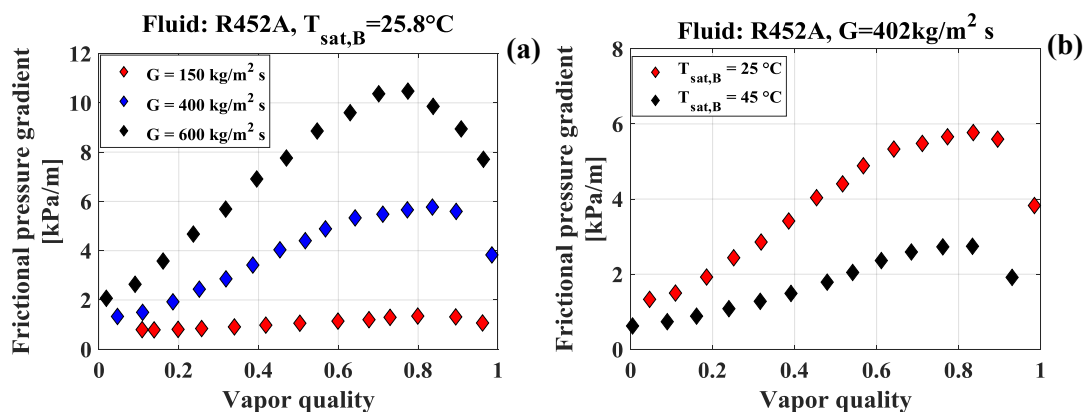 Fluid: R452A, Tsat,B=25.8°C
(a)
Frictional pressure gradient
[kPa/m]
12
10
8
6
4
2
0
G = 150 kg/m² s
G = 400 kg/m² s
G = 600 kg/m² s
0 0.2 0.4 0.6 0.8 1
Vapor quality
Fluid: R452A, G=402kg/m² s
(b)
Frictional pressure gradient
[kPa/m]
8
6
4
2
0
Tsat,B = 25 °C
Tsat,B = 45 °C
0 0.2 0.4 0.6 0.8 1
Vapor quality